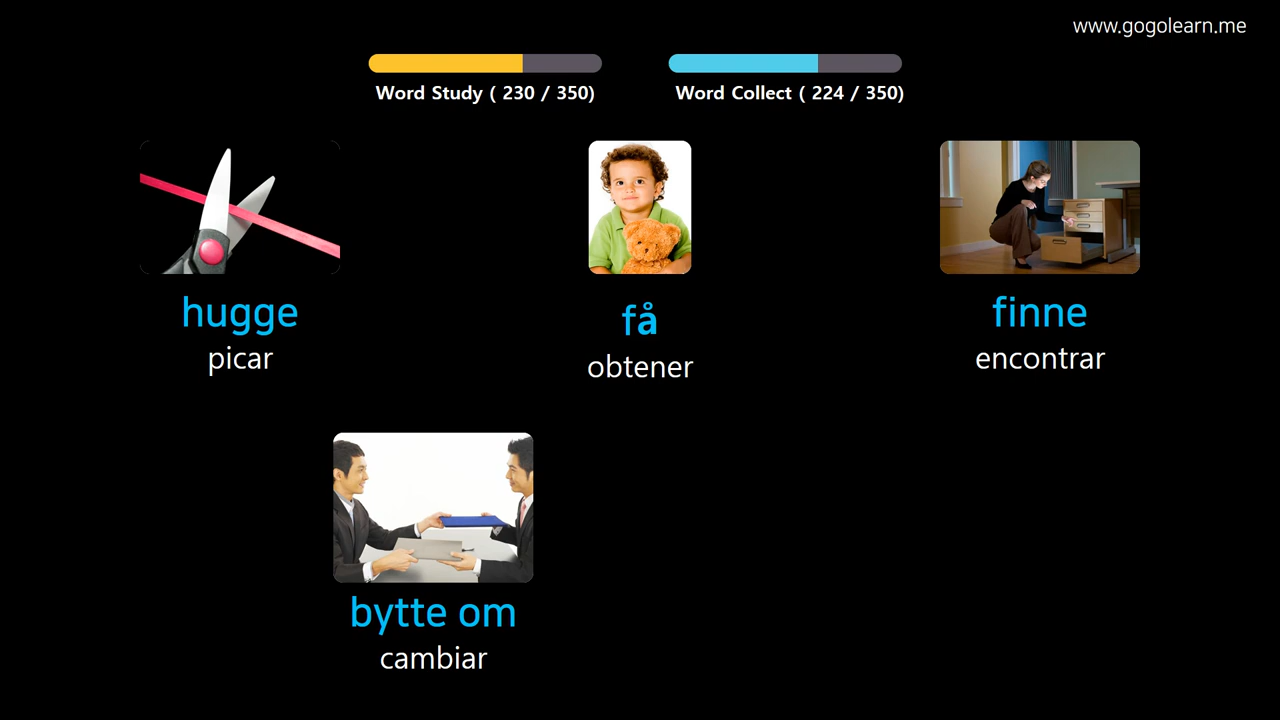 www.gogolearn.me
Word Study ( 230 / 350)
Word Collect ( 224 / 350)
hugge
picar
få
obtener
finne
encontrar
bytte om
cambiar